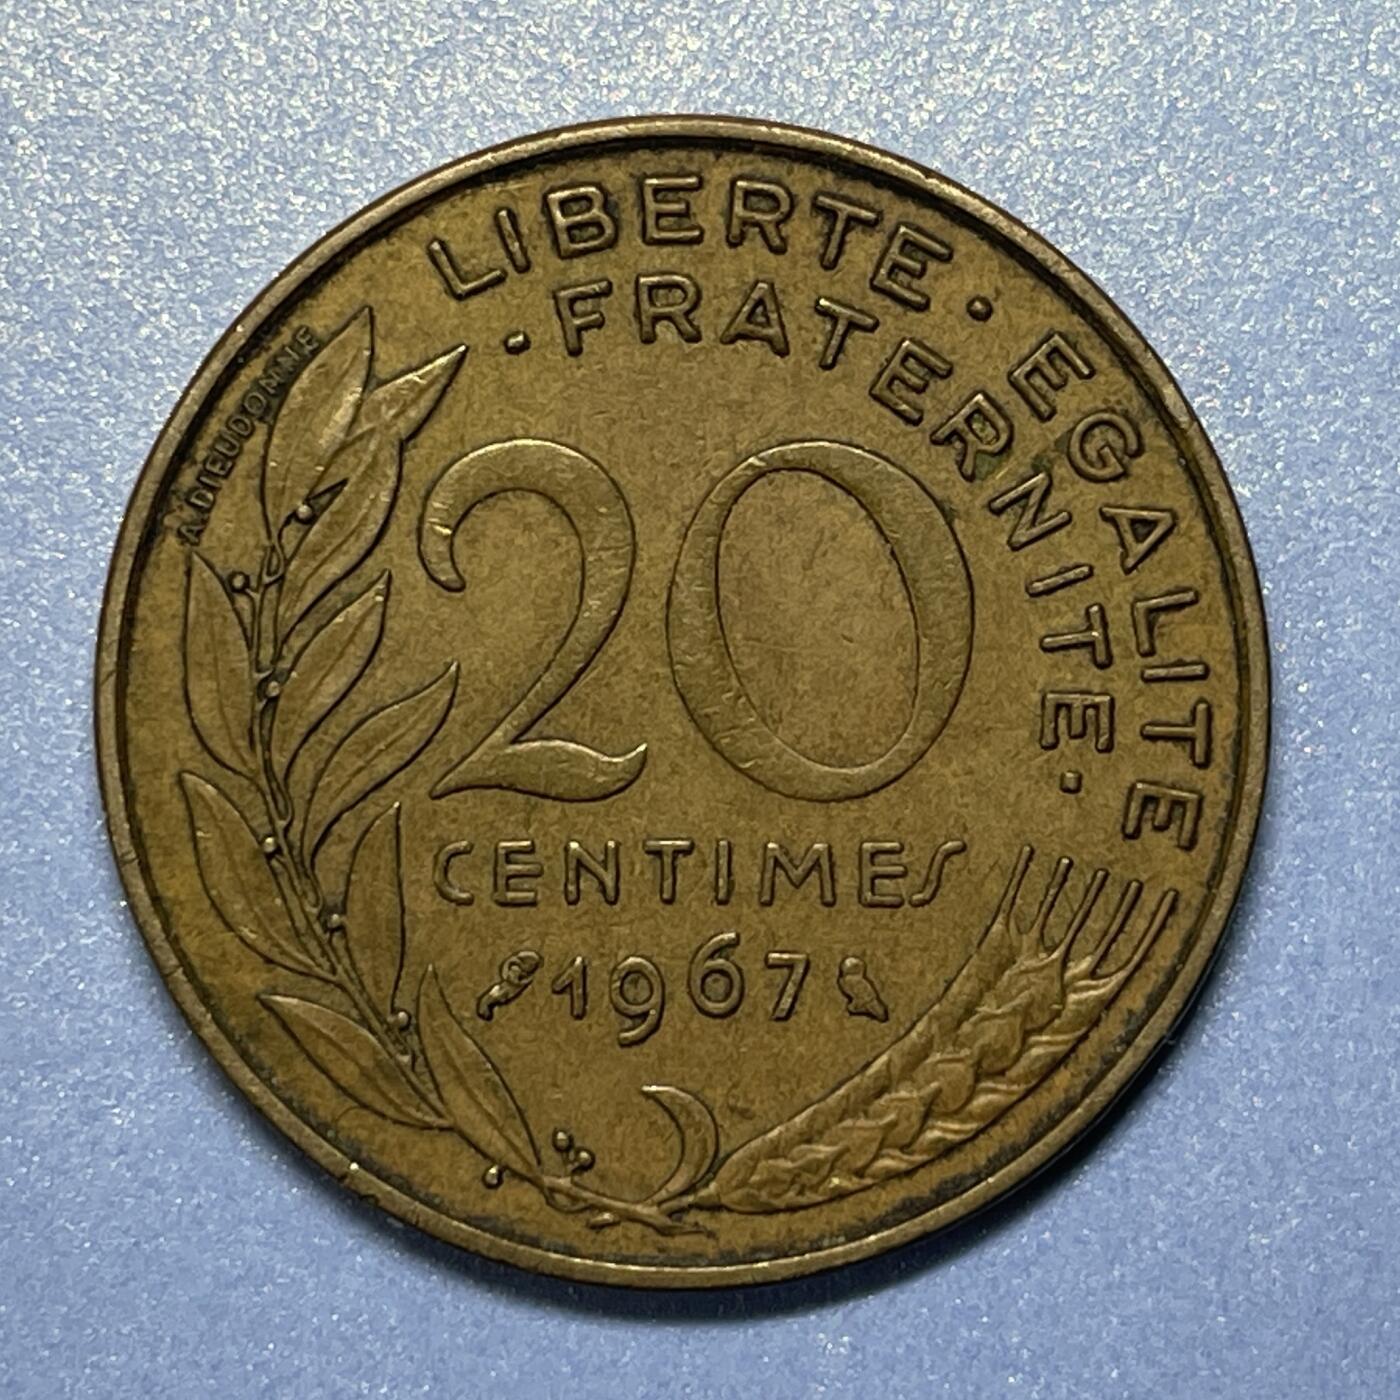 LIBERTE · EGALITE
· FRATERNITE ·
A.DIEUDONNE
20
CENTIMES
1967